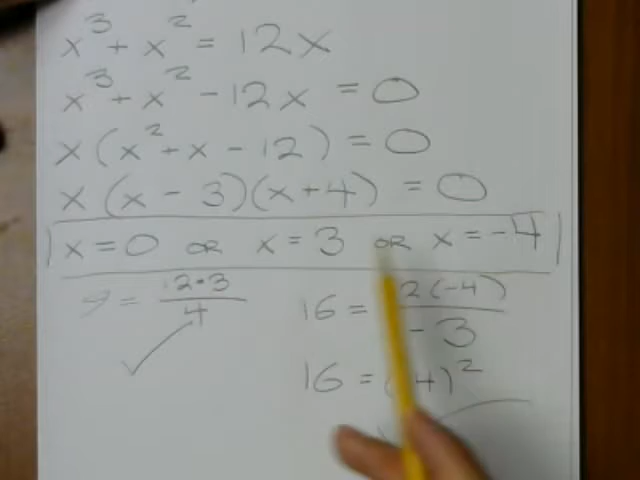 x³ + x² = 12x
x³ + x² - 12x = 0
x(x² + x - 12) = 0
x(x - 3)(x + 4) = 0
x = 0 OR x = 3 OR x = -4
9 = 12·3/4
16 = 2(-4)/-3
16 = (4)²